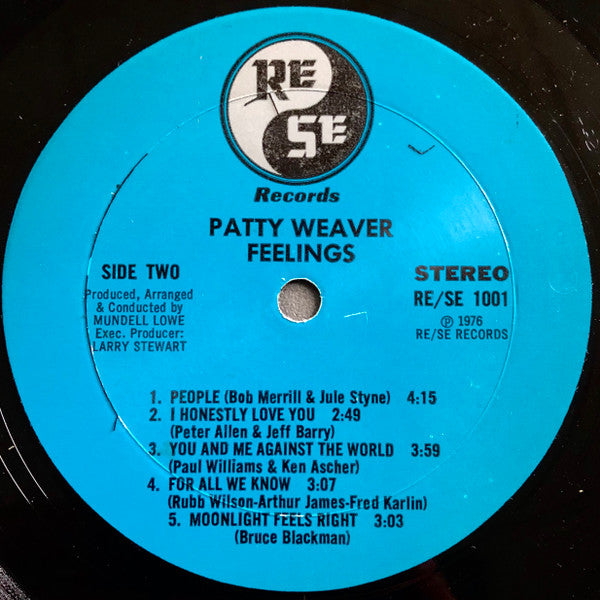 RE
SE
Records
PATTY WEAVER
FEELINGS
SIDE TWO
Produced, Arranged
& Conducted by
MUNDELL LOWE
Exec. Producer:
LARRY STEWART
STEREO
RE/SE 1001
℗ 1976
RE/SE RECORDS
1. PEOPLE (Bob Merrill & Jule Styne) 4:15
2. I HONESTLY LOVE YOU 2:49
(Peter Allen & Jeff Barry)
3. YOU AND ME AGAINST THE WORLD 3:59
(Paul Williams & Ken Ascher)
4. FOR ALL WE KNOW 3:07
(Rubb Wilson-Arthur James-Fred Karlin)
5. MOONLIGHT FEELS RIGHT 3:03
(Bruce Blackman)